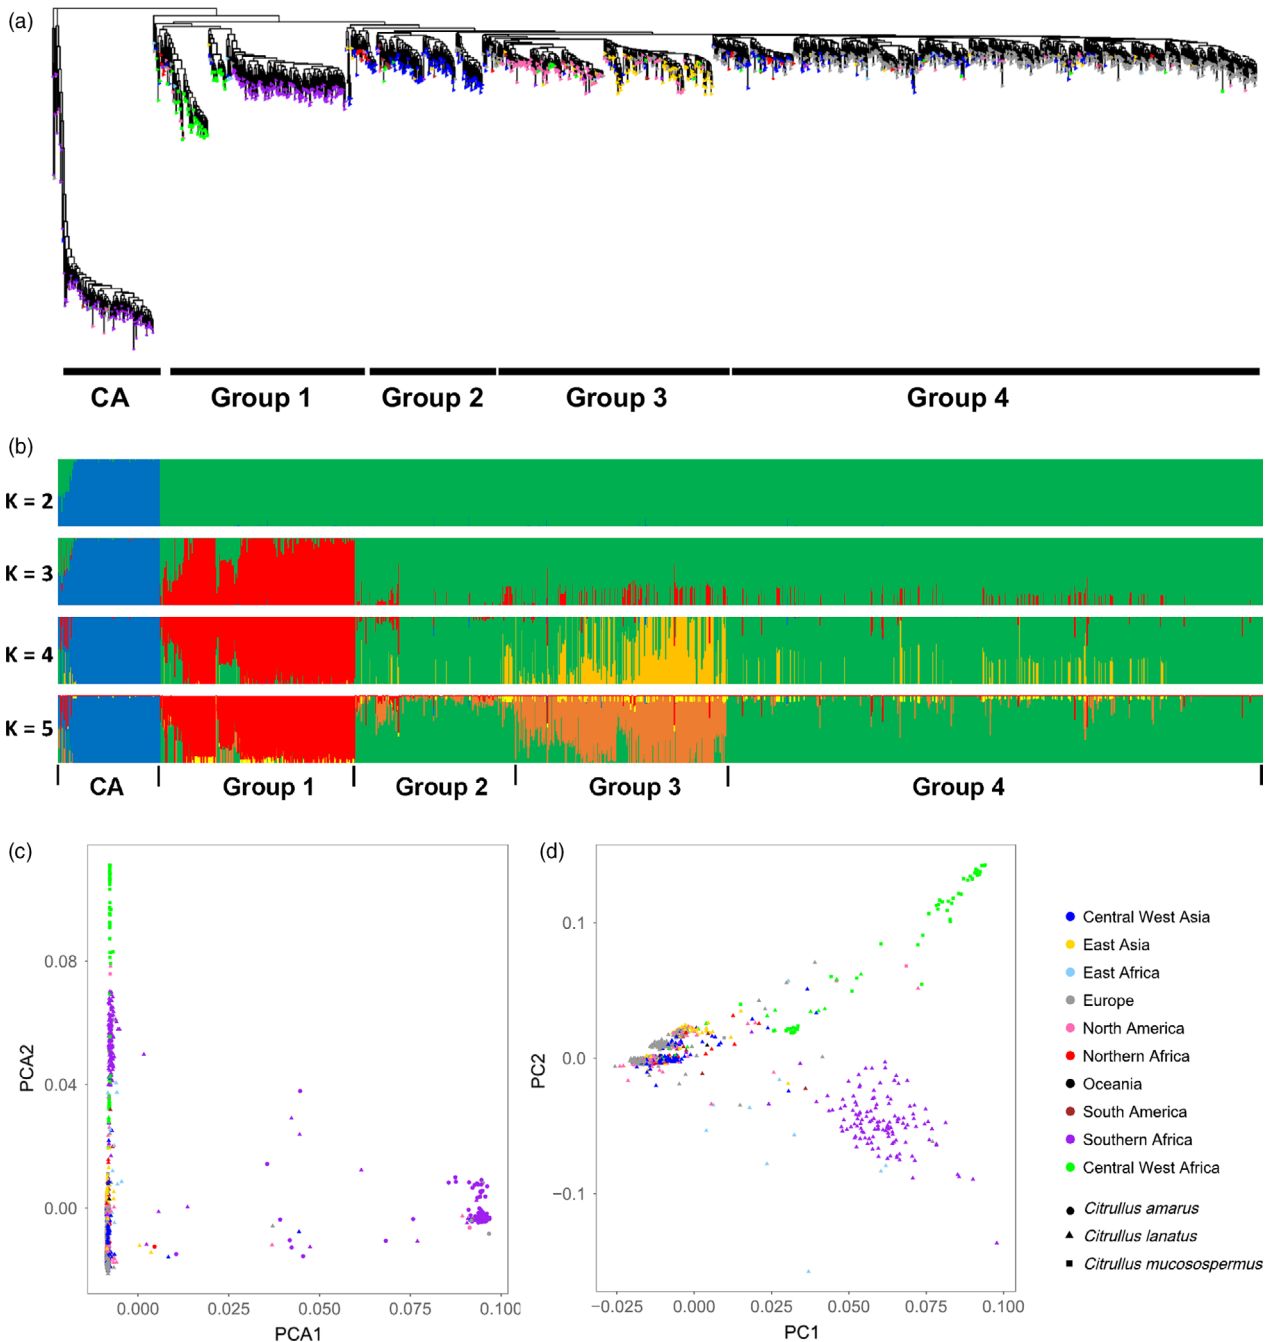 (a)
CA Group 1 Group 2 Group 3 Group 4
(b)
K = 2
K = 3
K = 4
K = 5
CA Group 1 Group 2 Group 3 Group 4
(c)
PCA2
0.08
0.04
0.00
0.000 0.025 0.050 0.075 0.100
PCA1
(d)
PC2
0.1
0.0
−0.1
−0.025 0.000 0.025 0.050 0.075 0.100
PC1
Central West Asia
East Asia
East Africa
Europe
North America
Northern Africa
Oceania
South America
Southern Africa
Central West Africa
Citrullus amarus
Citrullus lanatus
Citrullus mucosospermus